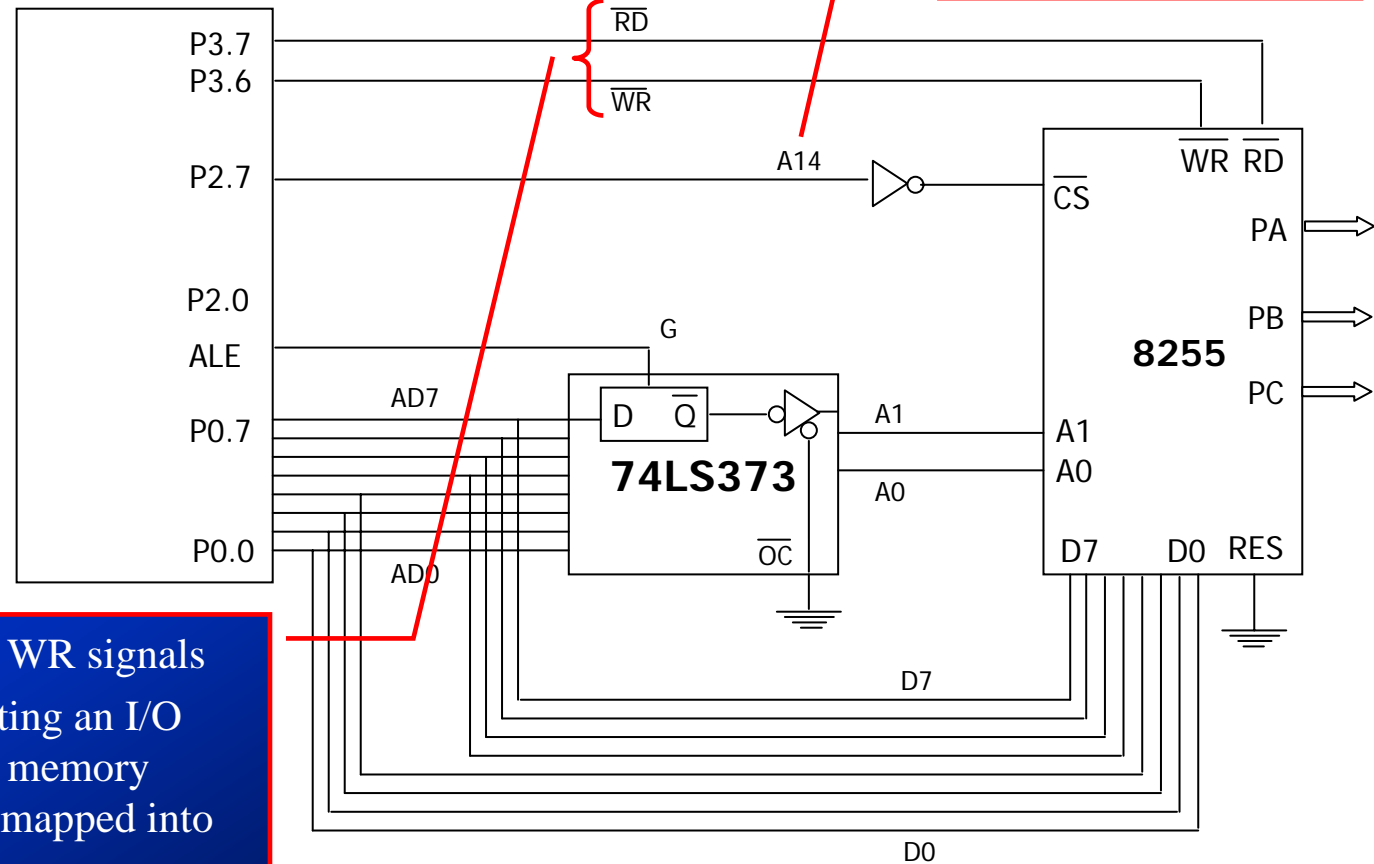 P3.7
P3.6
P2.7
P2.0
ALE
P0.7
P0.0
RD
WR
A14
G
AD7
AD0
D Q
74LS373
OC
A1
A0
WR RD
CS
PA
PB
PC
8255
A1
A0
D7 D0 RES
D7
D0
WR signals
ting an I/O
memory
mapped into